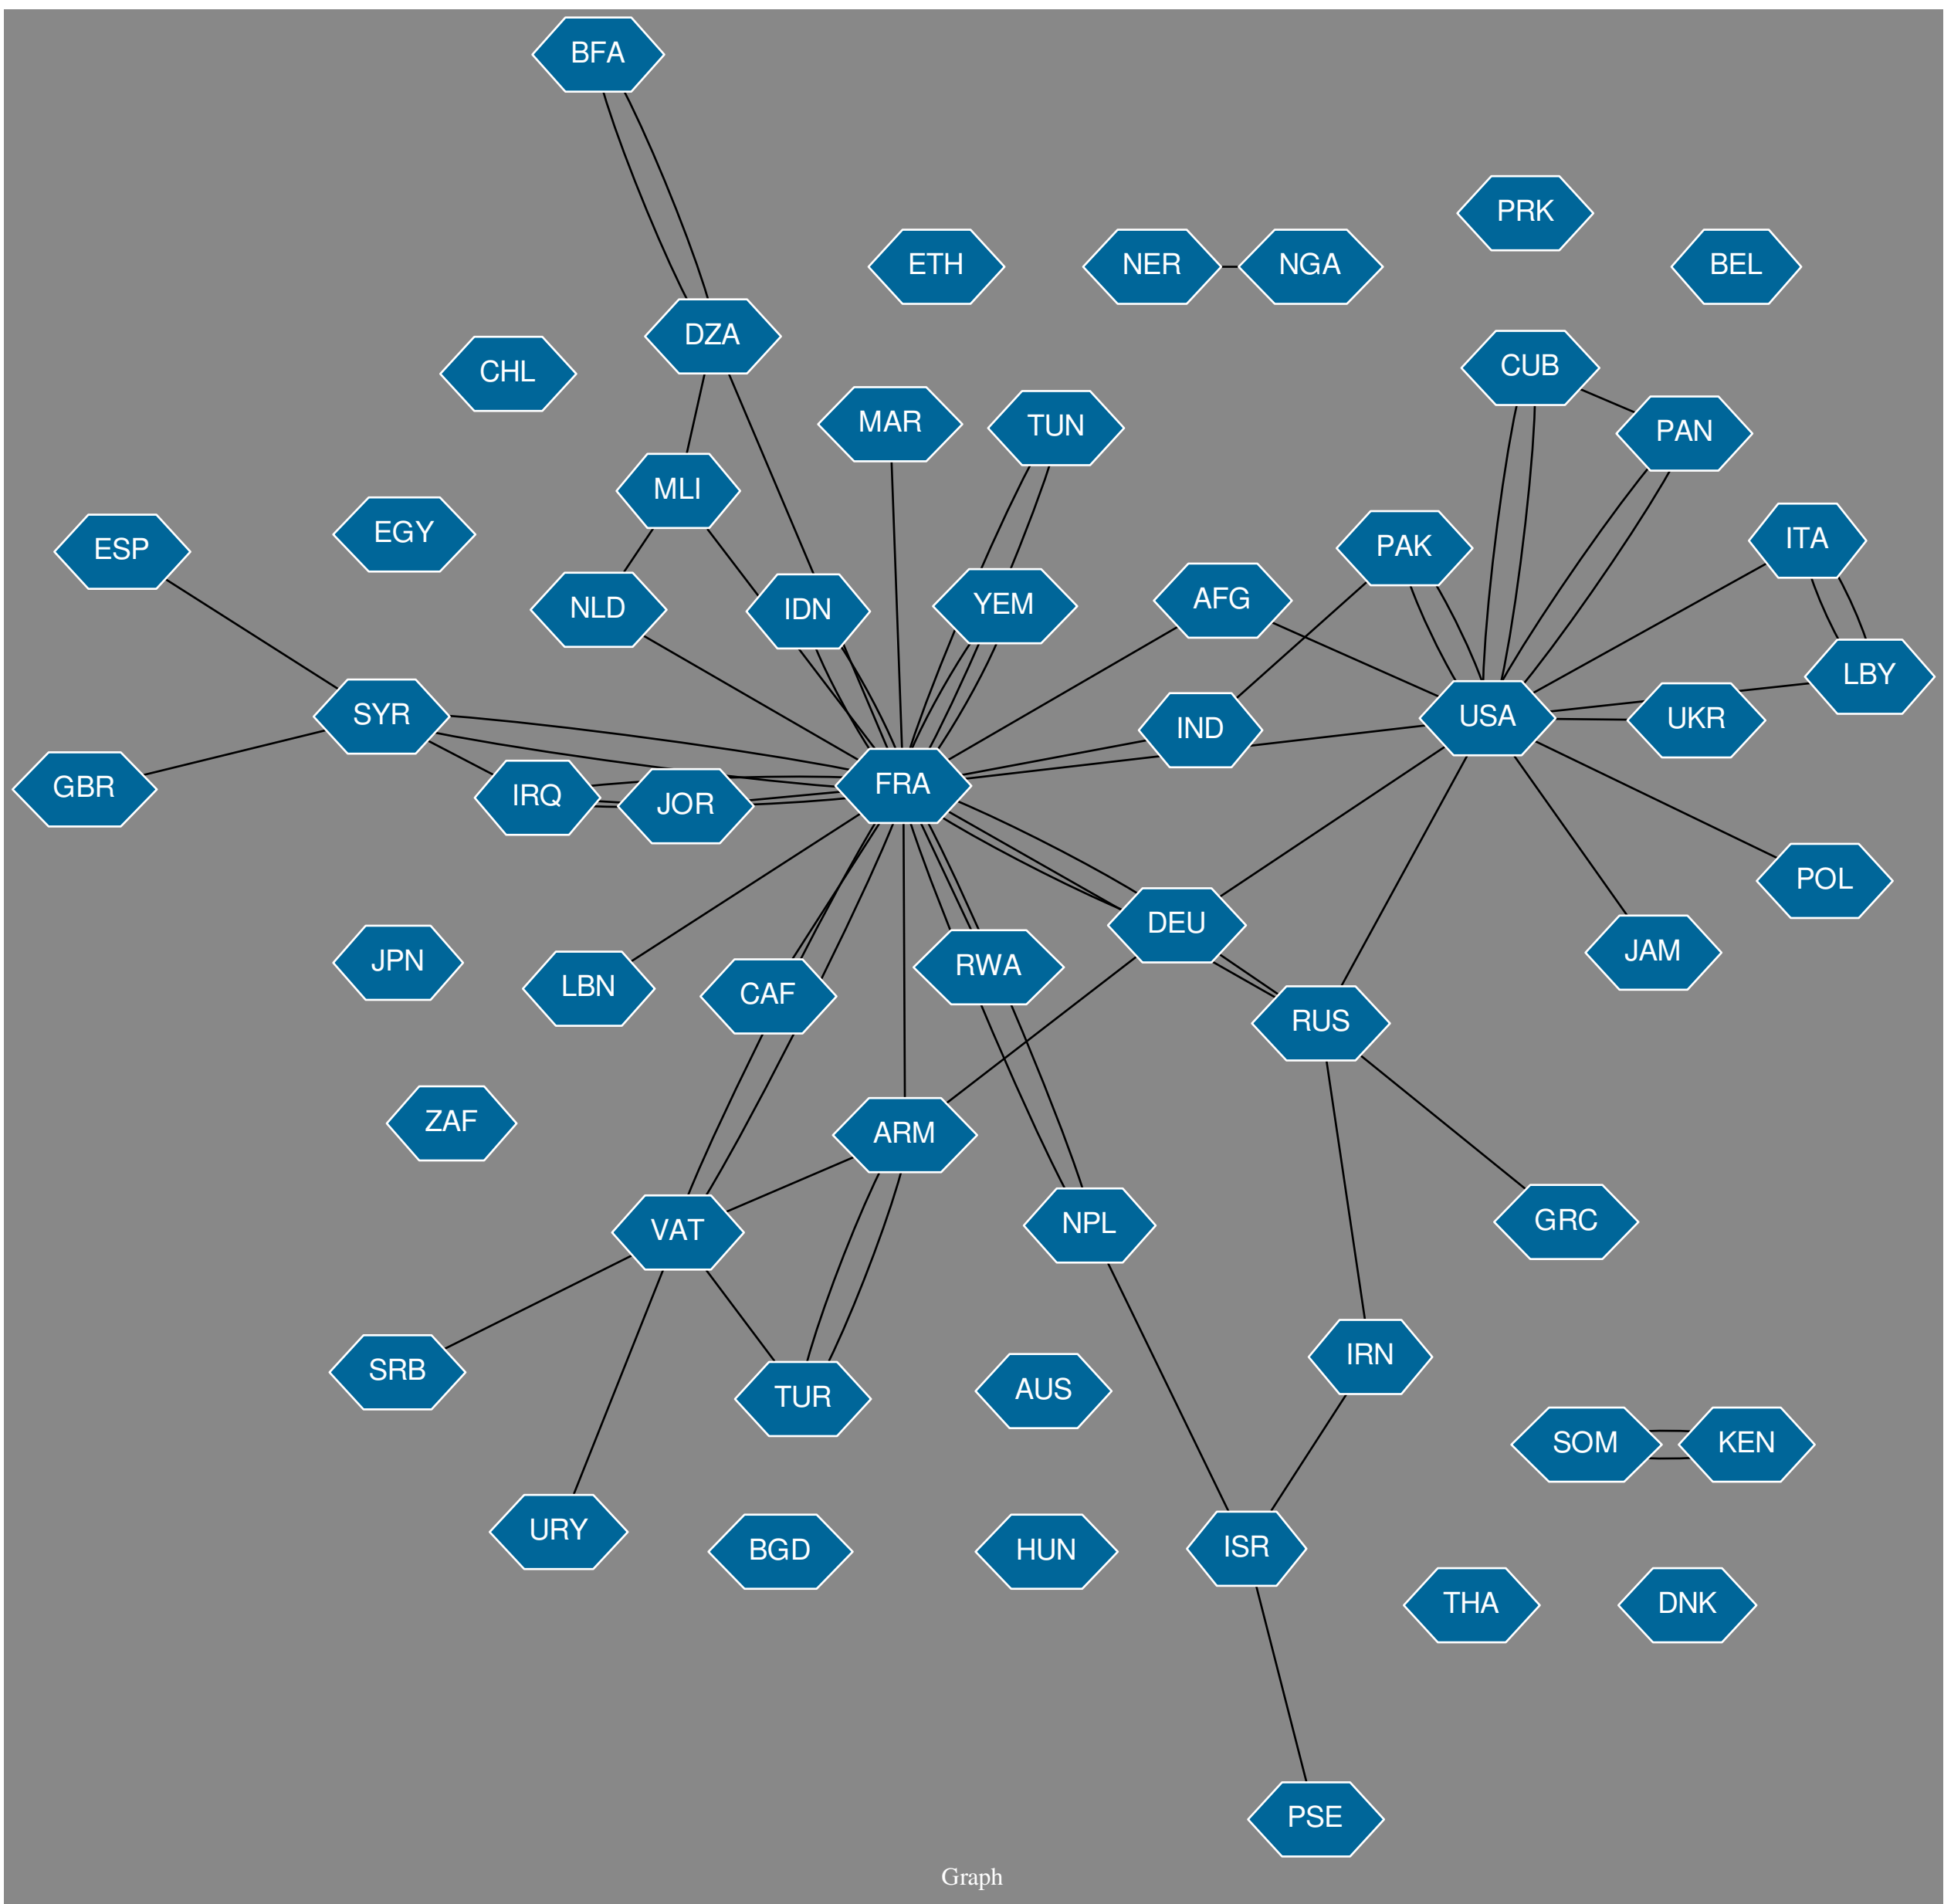 BFA
PRK
ETH
NER
NGA
BEL
DZA
CHL
CUB
MAR
TUN
PAN
MLI
EGY
ESP
PAK
ITA
NLD
IDN
YEM
AFG
SYR
IND
USA
UKR
LBY
GBR
IRQ
JOR
FRA
POL
DEU
JAM
JPN
LBN
CAF
RWA
RUS
ZAF
ARM
VAT
NPL
GRC
SRB
TUR
AUS
IRN
SOM
KEN
URY
BGD
HUN
ISR
THA
DNK
PSE
Graph